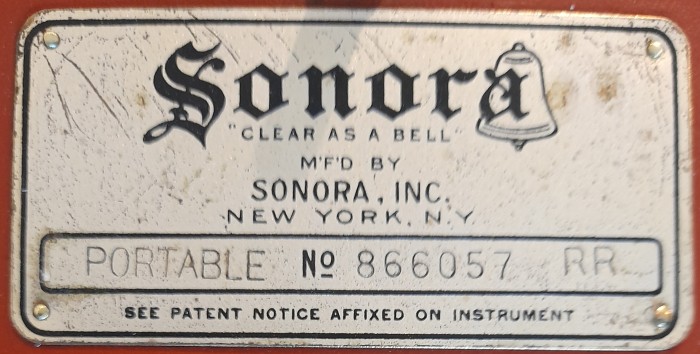 Sonora
"CLEAR AS A BELL"
M'F'D BY
SONORA, INC.
NEW YORK, N.Y.
PORTABLE Nº 866057 RR
SEE PATENT NOTICE AFFIXED ON INSTRUMENT